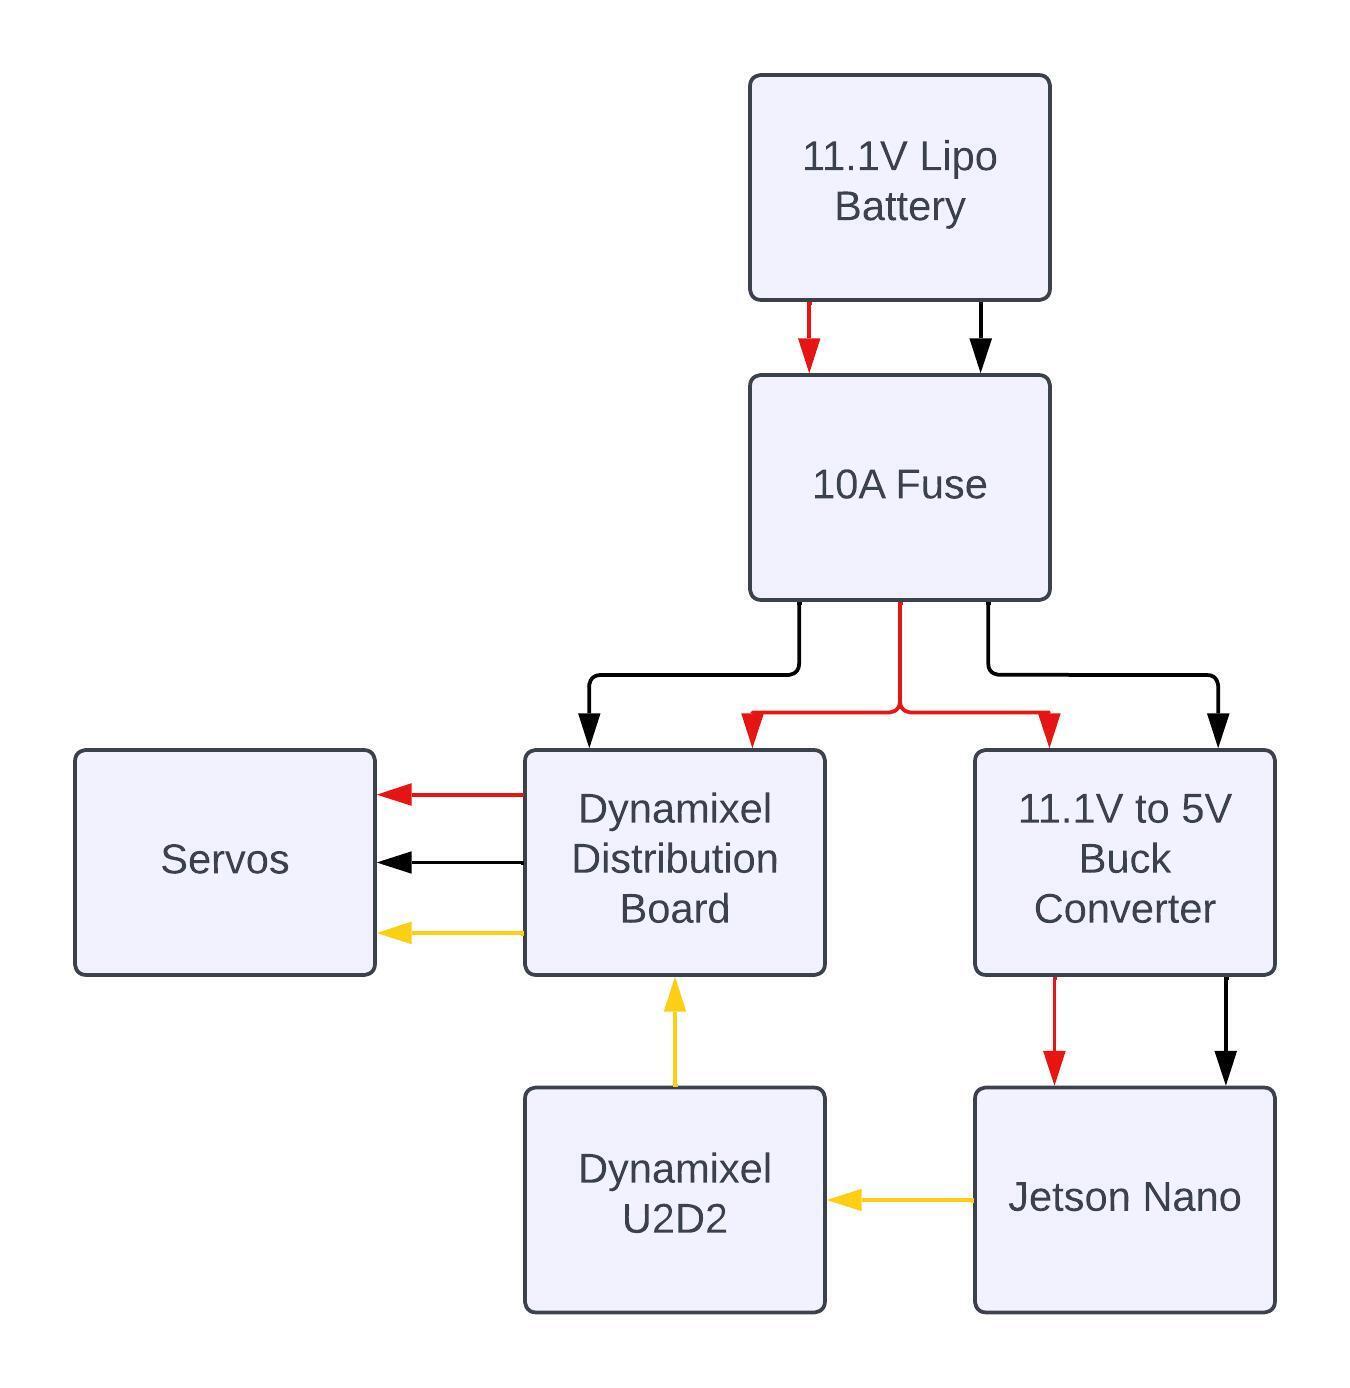 11.1V Lipo
Battery
10A Fuse
Servos
Dynamixel
Distribution
Board
11.1V to 5V
Buck
Converter
Dynamixel
U2D2
Jetson Nano